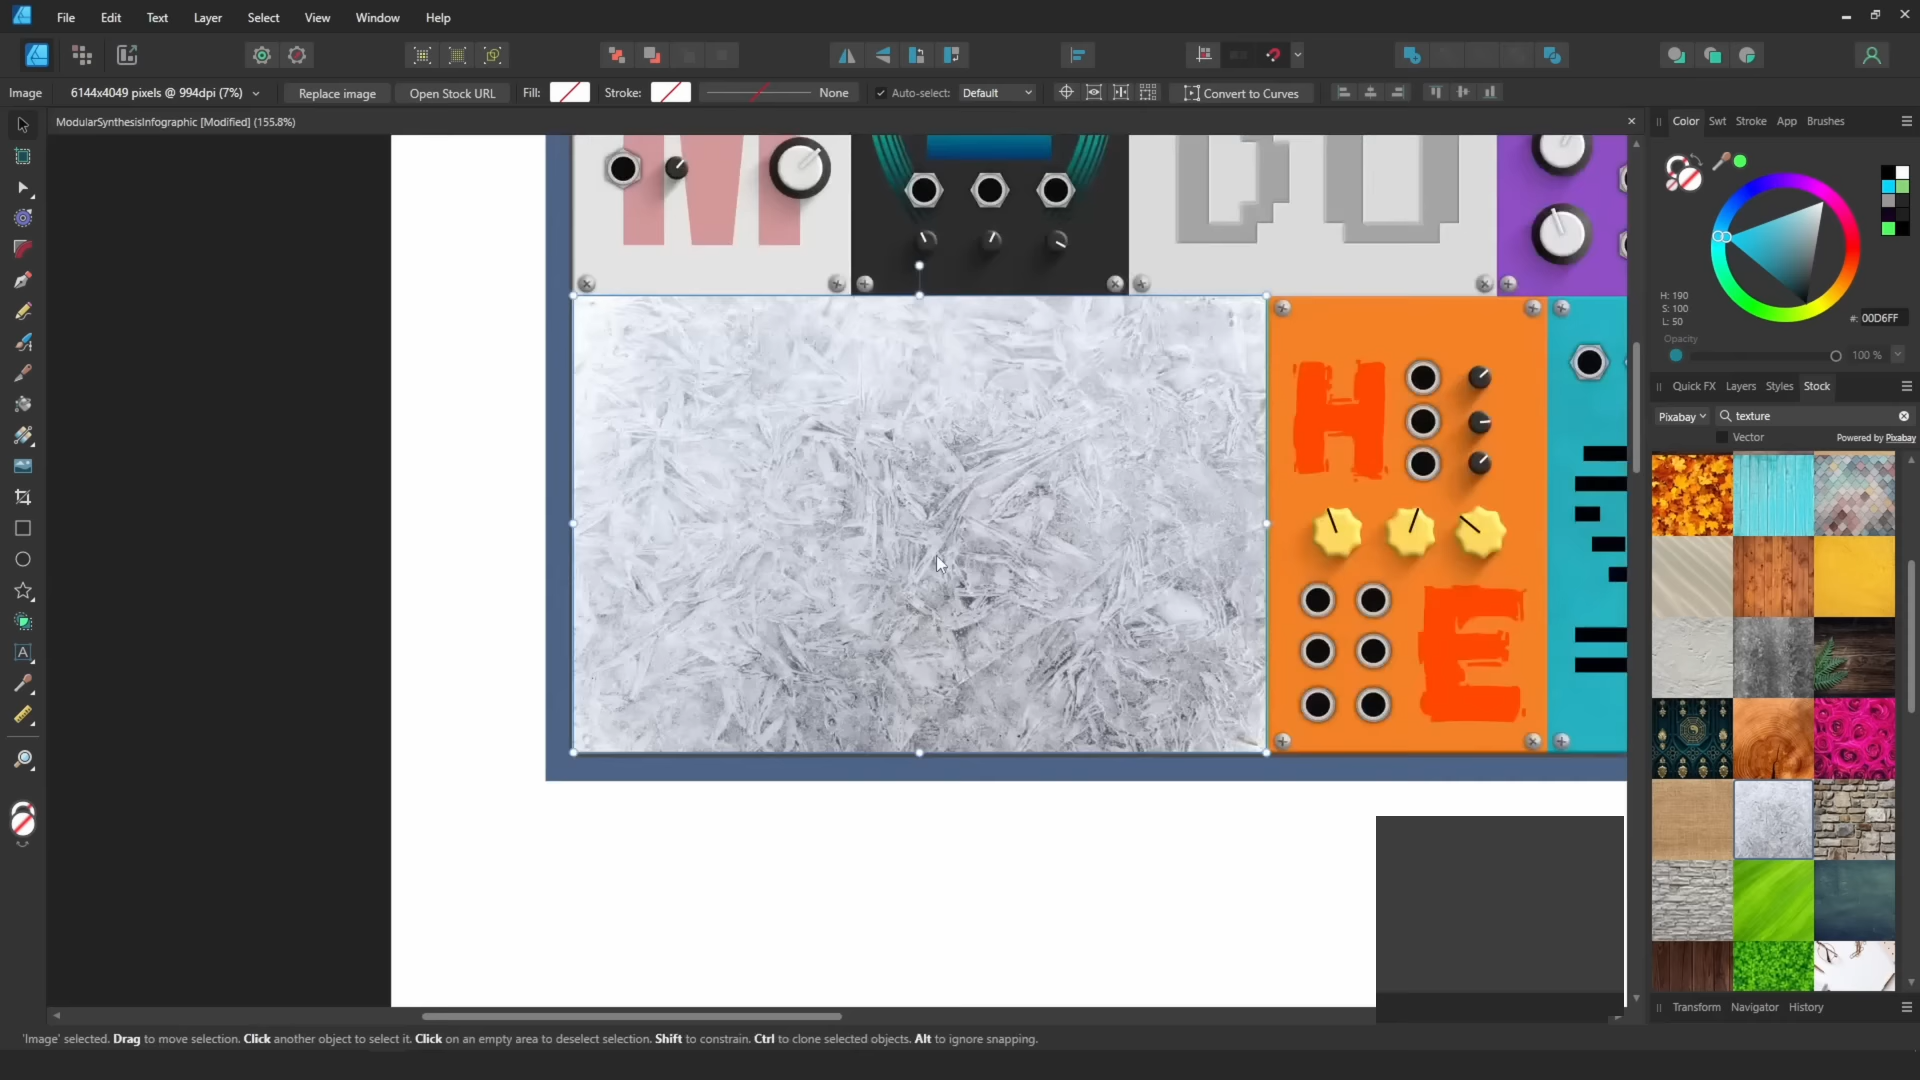 File Edit Text Layer Select View Window Help
Image 6144x4049 pixels @ 994dpi (7%) Replace image Open Stock URL Fill: Stroke: None Auto-select: Default Convert to Curves
ModularSynthesisInfographic [Modified] (155.8%)
Color Swt Stroke App Brushes
H: 190
S: 100
L: 50
#: 00D6FF
Opacity
100 %
Quick FX Layers Styles Stock
Pixabay texture
Vector Powered by Pixabay
H
E
Transform Navigator History
'Image' selected. Drag to move selection. Click another object to select it. Click on an empty area to deselect selection. Shift to constrain. Ctrl to clone selected objects. Alt to ignore snapping.